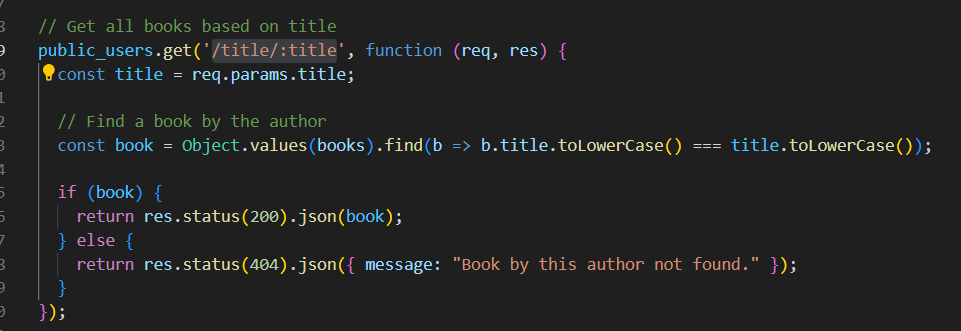 // Get all books based on title
public_users.get('/title/:title', function (req, res) {
const title = req.params.title;
// Find a book by the author
const book = Object.values(books).find(b => b.title.toLowerCase() === title.toLowerCase());
if (book) {
return res.status(200).json(book);
} else {
return res.status(404).json({ message: "Book by this author not found." });
}
});